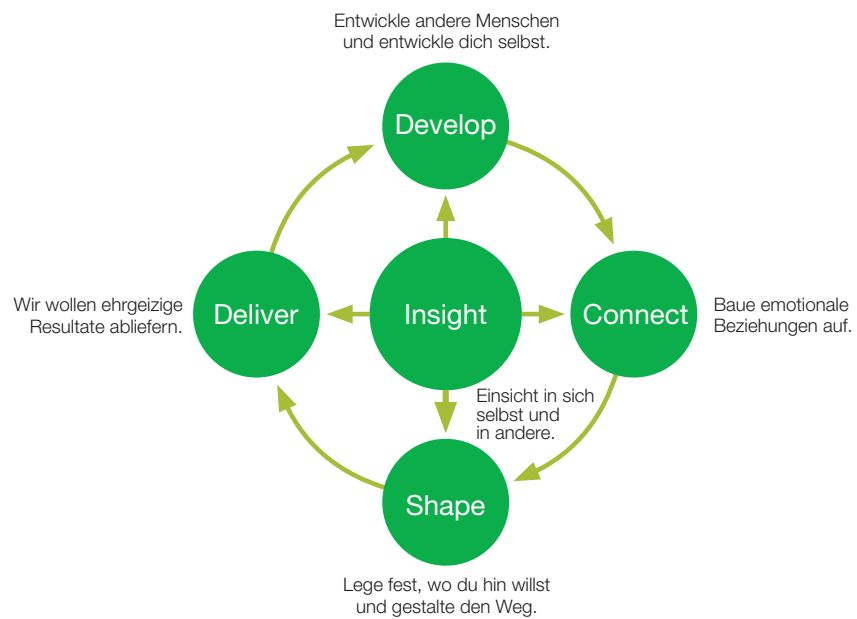 Entwickle andere Menschen
und entwickle dich selbst.
Develop
Wir wollen ehrgeizige
Resultate abliefern.
Deliver
Insight
Connect
Baue emotionale
Beziehungen auf.
Einsicht in sich
selbst und
in andere.
Shape
Lege fest, wo du hin willst
und gestalte den Weg.